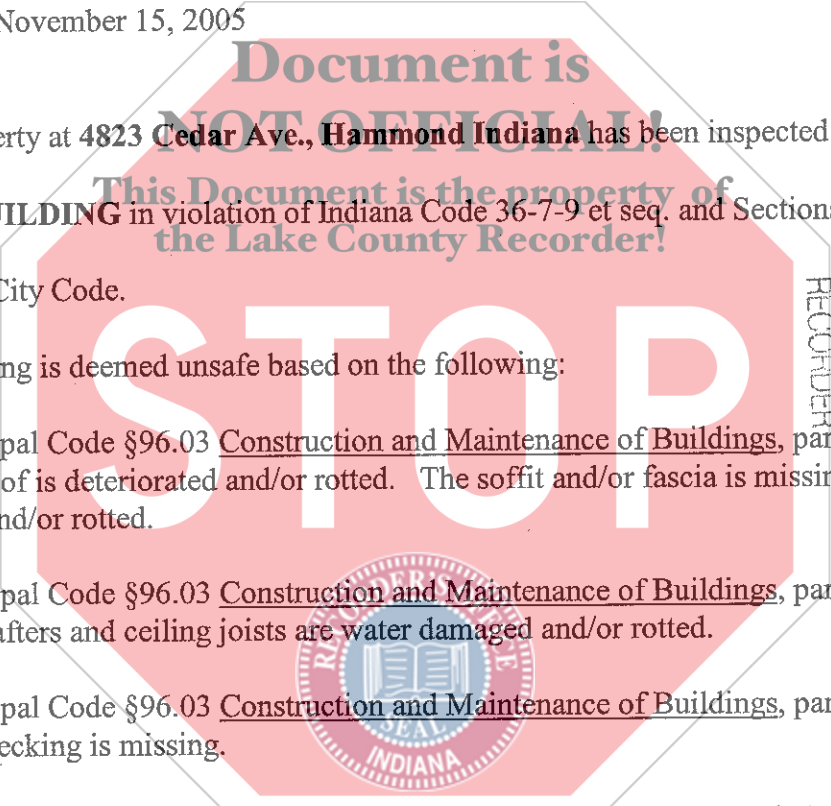 November 15, 2005
Document is
NOT OFFICIAL!
erty at 4823 Cedar Ave., Hammond Indiana has been inspected
This Document is the property of
UILDING in violation of Indiana Code 36-7-9 et seq. and Sections
the Lake County Recorder!
City Code.
RECORDER
ng is deemed unsafe based on the following:
STOP
pal Code §96.03 Construction and Maintenance of Buildings, par
of is deteriorated and/or rotted. The soffit and/or fascia is missin
nd/or rotted.
pal Code §96.03 Construction and Maintenance of Buildings, par
afters and ceiling joists are water damaged and/or rotted.
pal Code §96.03 Construction and Maintenance of Buildings, par
ecking is missing.
RECORDER'S OFFICE
SEAL
INDIANA